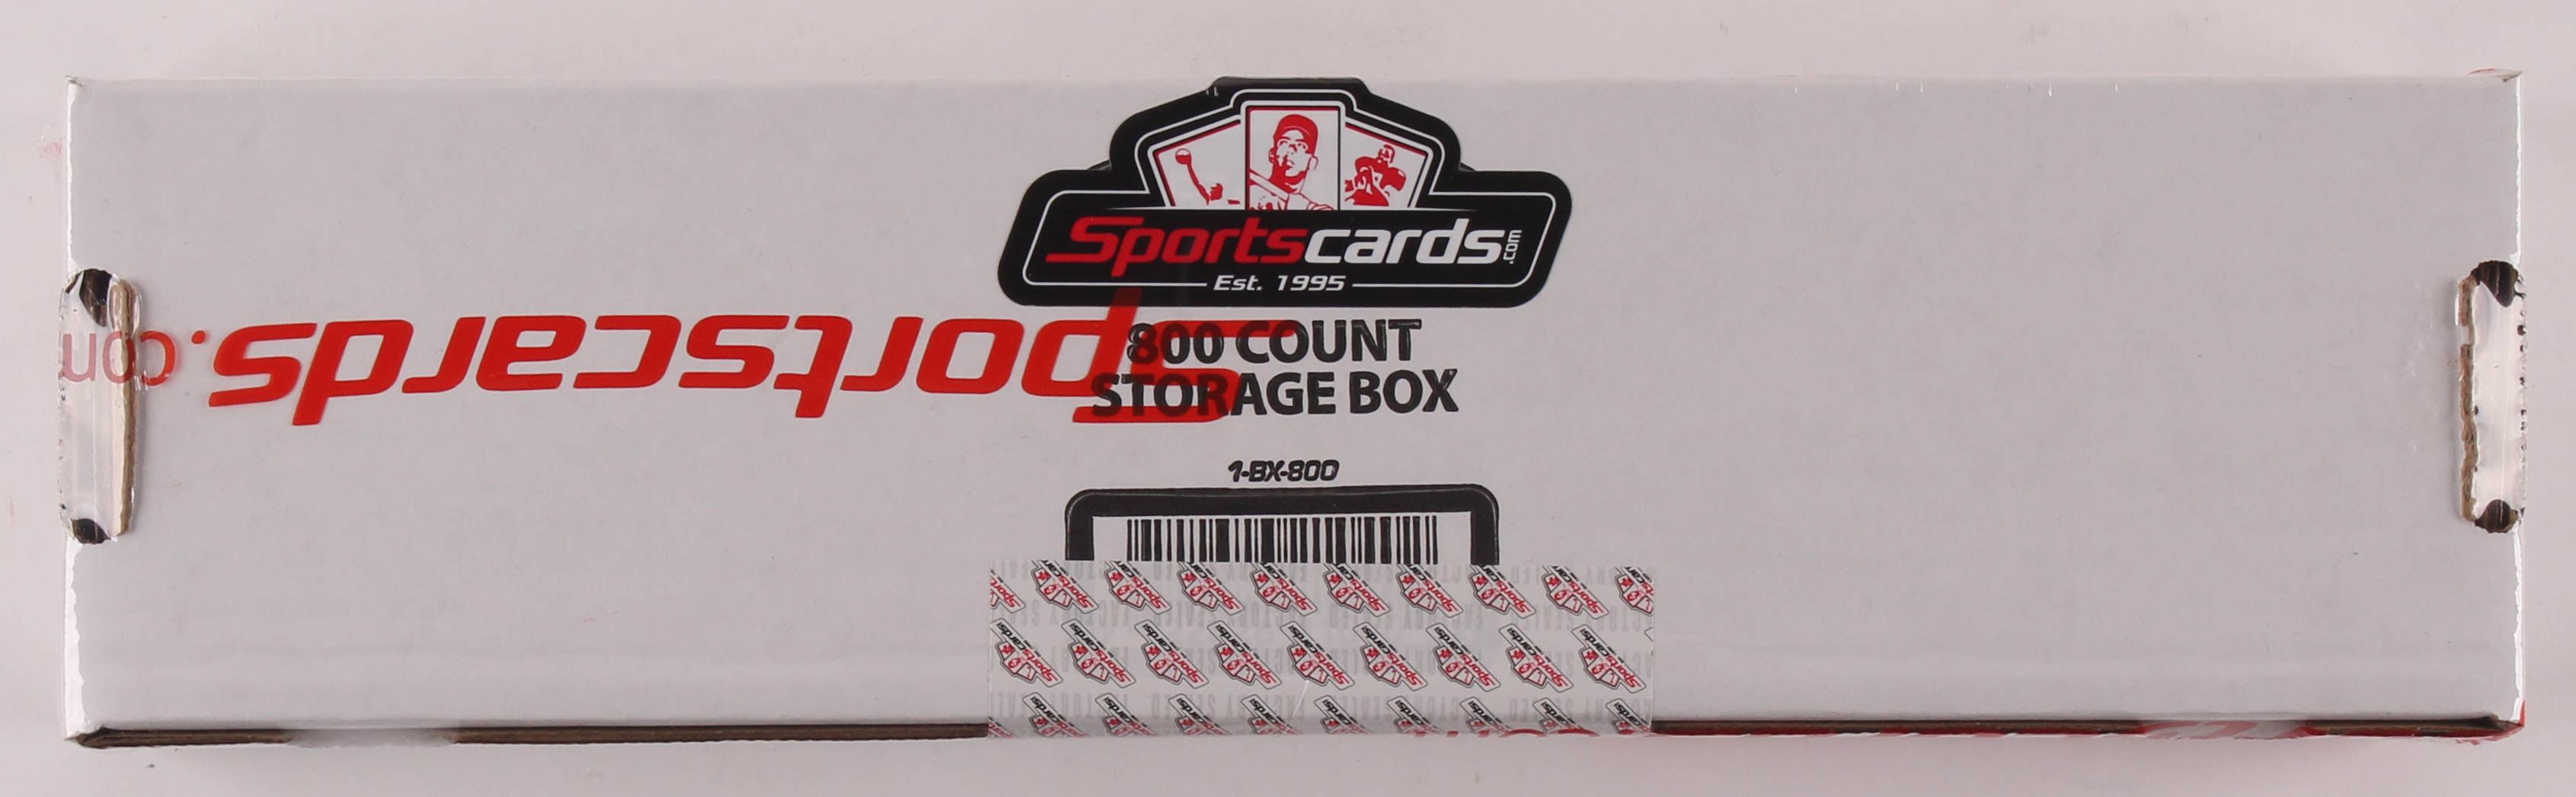 Sportscards.com
Est. 1995
sportscards.com
800 COUNT
STORAGE BOX
1-BX-800